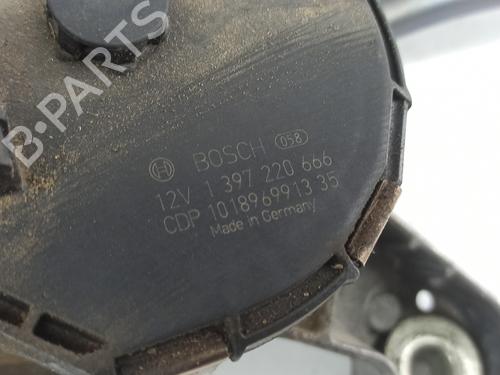 BOSCH 058
12V 1 397 220 666
CDP 1018969913 35
Made in Germany
B-PARTS